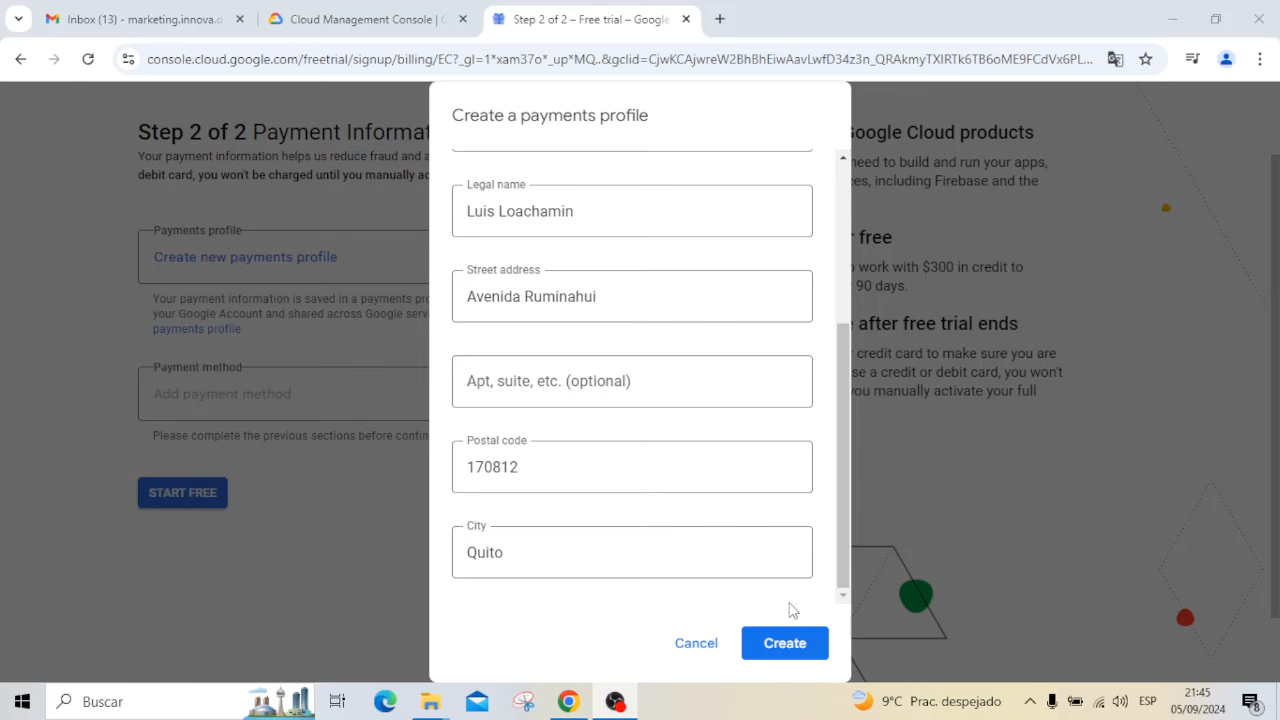 Inbox (13) - marketing.innova.d
Cloud Management Console | G
Step 2 of 2 – Free trial – Google
console.cloud.google.com/freetrial/signup/billing/EC?_gl=1*xam37o*_up*MQ..&gclid=CjwKCAjwreW2BhBhEiwAavLwfD34z3n_QRAkmyTXIRTk6TB6oME9FCdVx6PL...
Create a payments profile
Step 2 of 2 Payment Informat
Your payment information helps us reduce fraud and a
debit card, you won't be charged until you manually ac
Payments profile
Create new payments profile
Your payment information is saved in a payments pro
your Google Account and shared across Google serv
payments profile
Payment method
Add payment method
Please complete the previous sections before contin
START FREE
Legal name
Luis Loachamin
Street address
Avenida Ruminahui
Apt, suite, etc. (optional)
Postal code
170812
City
Quito
Cancel
Create
Google Cloud products
need to build and run your apps,
es, including Firebase and the
r free
o work with $300 in credit to
90 days.
e after free trial ends
r credit card to make sure you are
se a credit or debit card, you won't
you manually activate your full
Buscar
9°C Prac. despejado
ESP
21:45
05/09/2024
8